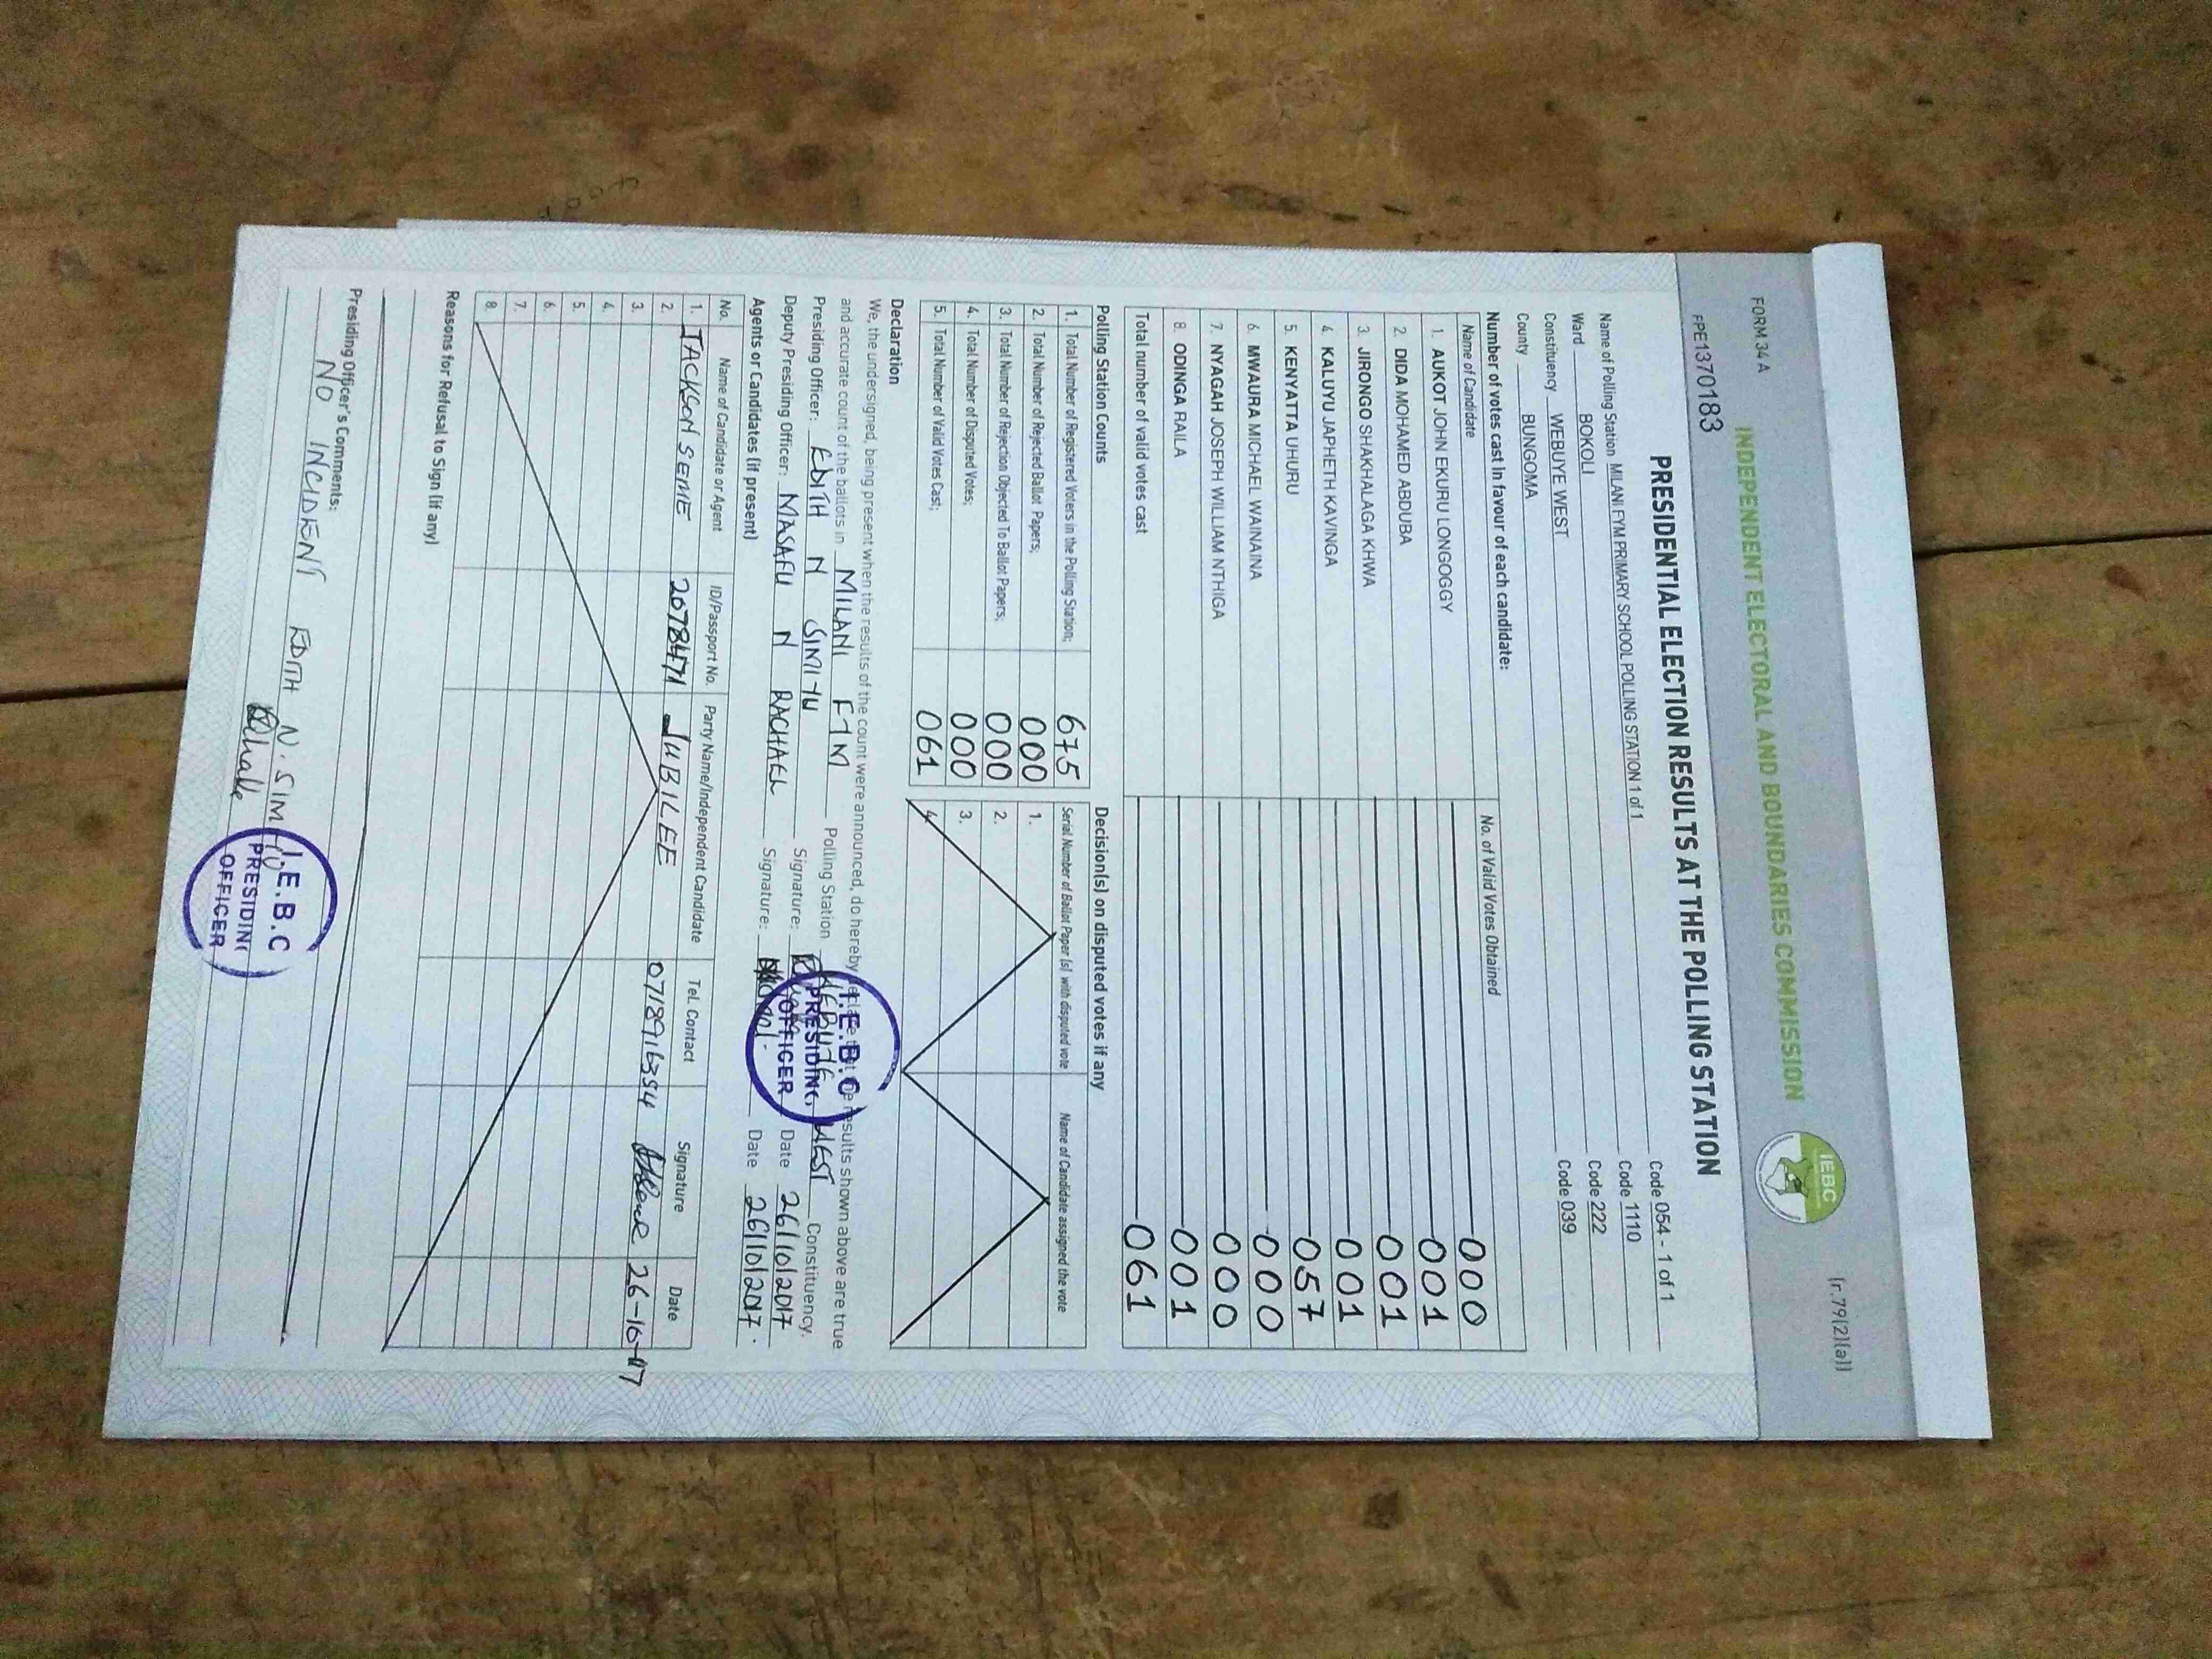 FORM 34 A
(r.79(2)(a))
INDEPENDENT ELECTORAL AND BOUNDARIES COMMISSION
IEBC
FPE1370183
PRESIDENTIAL ELECTION RESULTS AT THE POLLING STATION
Name of Polling Station MILANI FYM PRIMARY SCHOOL POLLING STATION 1 of 1 Code 054 - 1 of 1
Ward BOKOLI Code 1110
Constituency WEBUYE WEST Code 222
County BUNGOMA Code 039
Number of votes cast in favour of each candidate:
Name of Candidate No. of Valid Votes Obtained
1. AUKOT JOHN EKURU LONGOGGY 000
2. DIDA MOHAMED ABDUBA 001
3. JIRONGO SHAKHALAGA KHWA 001
4. KALUYU JAPHETH KAVINGA 001
5. KENYATTA UHURU 057
6. MWAURA MICHAEL WAINAINA 000
7. NYAGAH JOSEPH WILLIAM NTHIGA 000
8. ODINGA RAILA 001
Total number of valid votes cast 061
Polling Station Counts Decision(s) on disputed votes if any
1. Total Number of Registered Voters in the Polling Station; 675 Serial Number of Ballot Paper (s) with disputed vote Name of Candidate assigned the vote
2. Total Number of Rejected Ballot Papers; 000 1.
3. Total Number of Rejection Objected To Ballot Papers; 000 2.
4. Total Number of Disputed Votes; 000 3.
5. Total Number of Valid Votes Cast; 061 4
Declaration
We, the undersigned, being present when the results of the count were announced, do hereby declare that the results shown above are true
and accurate count of the ballots in MILANI FYM Polling Station WEBUYE WEST Constituency.
Presiding Officer: EDITH N SIMIYU Signature: Date 26/10/2017
Deputy Presiding Officer: MASAFU N RACHAEL Signature: Date 26/10/2017.
I.E.B.C
PRESIDING
OFFICER
Agents or Candidates (if present)
No. Name of Candidate or Agent ID/Passport No. Party Name/Independent Candidate Tel. Contact Signature Date
1. JACKSON SEME 2078471 JUBILEE 0718916354 26-10-17
2.
3.
4.
5.
6.
7.
8.
Reasons for Refusal to Sign (if any)
Presiding Officer's Comments:
NO INCIDENT EDITH N. SIMIYU
I.E.B.C
PRESIDING
OFFICER